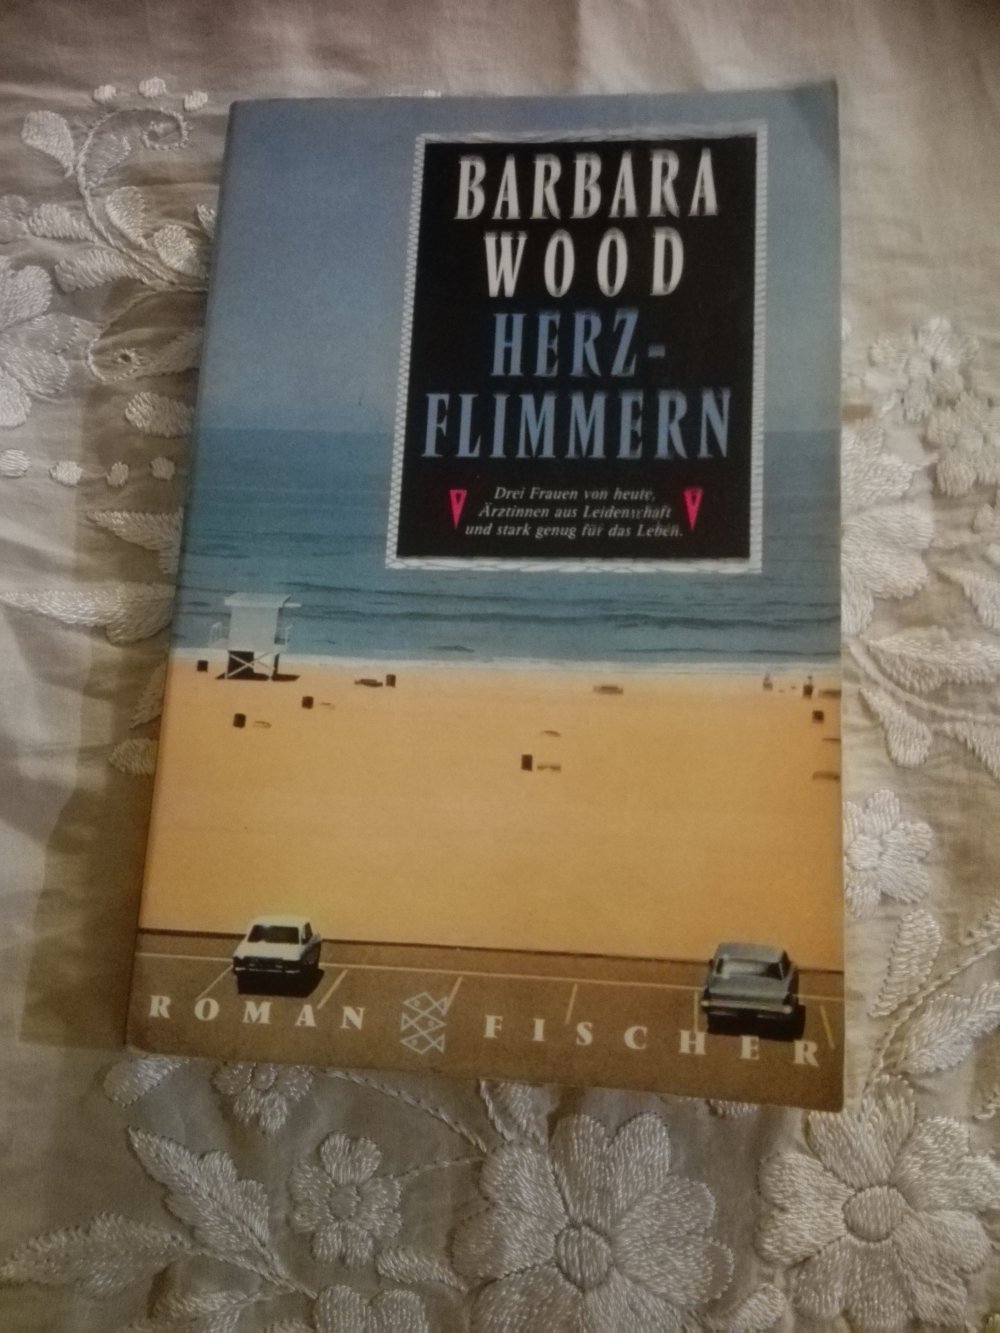 BARBARA
WOOD
HERZ-
FLIMMERN
Drei Frauen von heute,
Ärztinnen aus Leidenschaft
und stark genug für das Leben.
ROMAN FISCHER